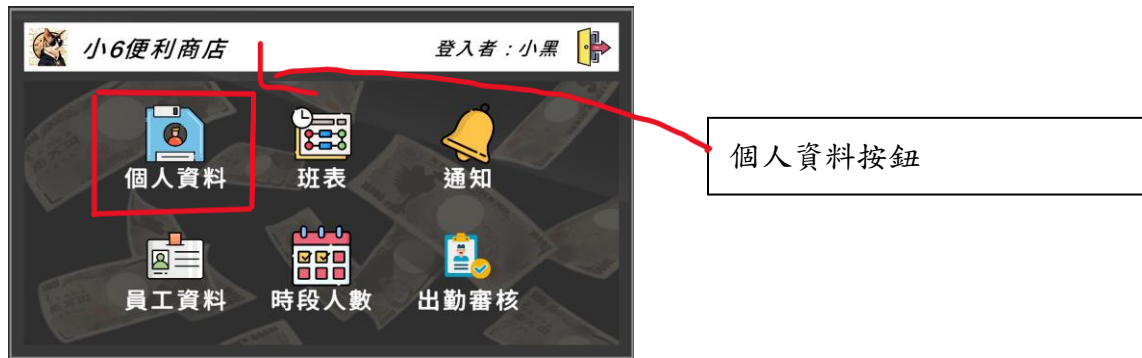 小6便利商店
登入者：小黑
個人資料
班表
通知
員工資料
時段人數
出勤審核
個人資料按鈕